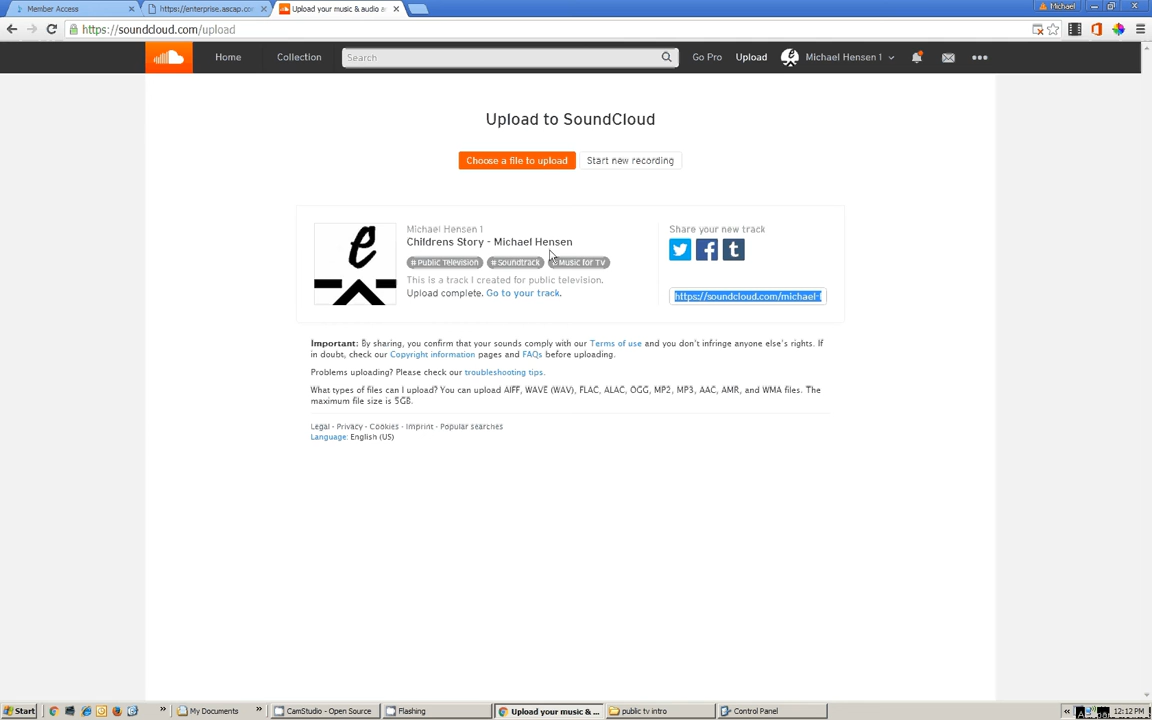 Member Access
https://enterprise.ascap.co
Upload your music & audio a
Michael
https://soundcloud.com/upload
Home
Collection
Search
Go Pro
Upload
Michael Hensen 1
Upload to SoundCloud
Choose a file to upload
Start new recording
Michael Hensen 1
Childrens Story - Michael Hensen
#Public Television
#Soundtrack
#Music for TV
This is a track I created for public television.
Upload complete. Go to your track.
Share your new track
https://soundcloud.com/michael-
Important: By sharing, you confirm that your sounds comply with our Terms of use and you don't infringe anyone else's rights. If
in doubt, check our Copyright information pages and FAQs before uploading.
Problems uploading? Please check our troubleshooting tips.
What types of files can I upload? You can upload AIFF, WAVE (WAV), FLAC, ALAC, OGG, MP2, MP3, AAC, AMR, and WMA files. The
maximum file size is 5GB.
Legal - Privacy - Cookies - Imprint - Popular searches
Language: English (US)
Start
My Documents
CamStudio - Open Source
Flashing
Upload your music & ...
public tv intro
Control Panel
12:12 PM